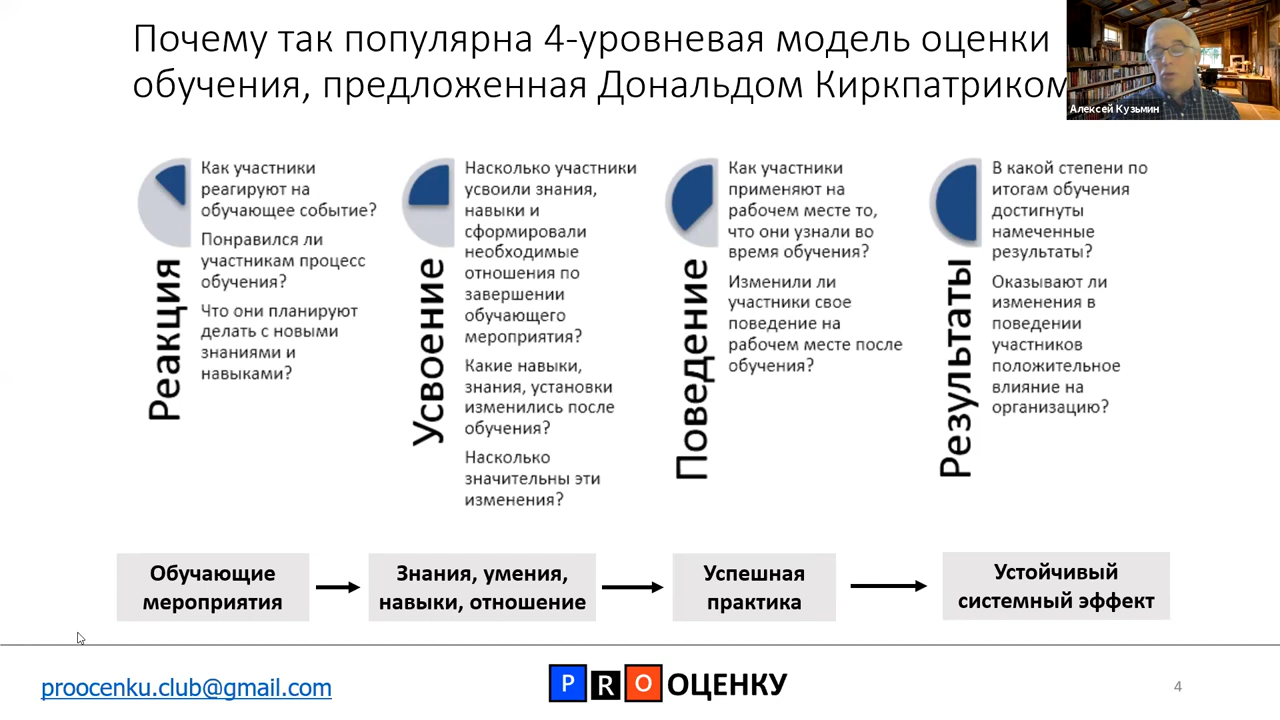 Почему так популярна 4-уровневая модель оценки
обучения, предложенная Дональдом Киркпатриком
Алексей Кузьмин
Реакция
Как участники
реагируют на
обучающее событие?
Понравился ли
участникам процесс
обучения?
Что они планируют
делать с новыми
знаниями и
навыками?
Усвоение
Насколько участники
усвоили знания,
навыки и
сформировали
необходимые
отношения по
завершении
обучающего
мероприятия?
Какие навыки,
знания, установки
изменились после
обучения?
Насколько
значительны эти
изменения?
Поведение
Как участники
применяют на
рабочем месте то,
что они узнали во
время обучения?
Изменили ли
участники свое
поведение на
рабочем месте после
обучения?
Результаты
В какой степени по
итогам обучения
достигнуты
намеченные
результаты?
Оказывают ли
изменения в
поведении
участников
положительное
влияние на
организацию?
Обучающие
мероприятия
Знания, умения,
навыки, отношение
Успешная
практика
Устойчивый
системный эффект
proocenku.club@gmail.com
PRO ОЦЕНКУ
4